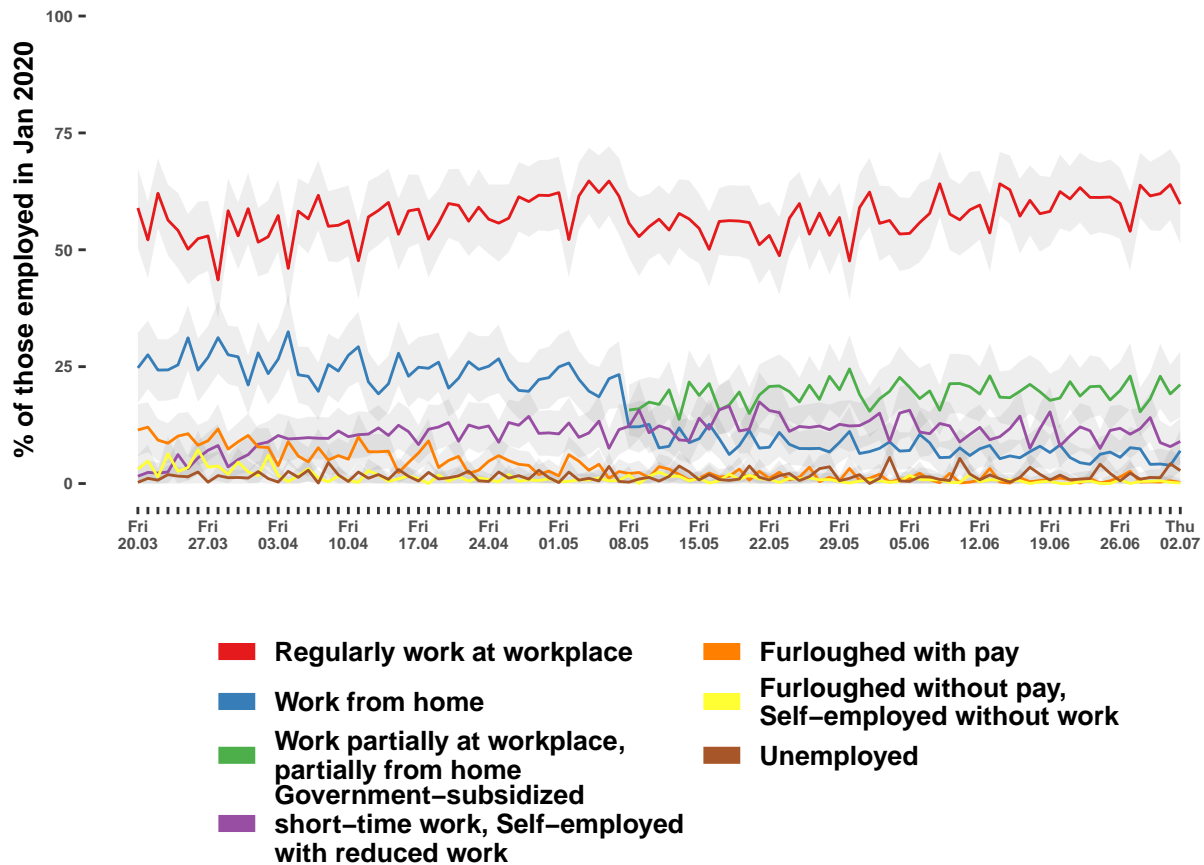 % of those employed in Jan 2020
100
75
50
25
0
Fri Fri Fri Fri Fri Fri Fri Fri Fri Fri Fri Fri Fri Fri Fri Thu
20.03 27.03 03.04 10.04 17.04 24.04 01.05 08.05 15.05 22.05 29.05 05.06 12.06 19.06 26.06 02.07
Regularly work at workplace
Work from home
Work partially at workplace,
partially from home
Government−subsidized
short−time work, Self−employed
with reduced work
Furloughed with pay
Furloughed without pay,
Self−employed without work
Unemployed